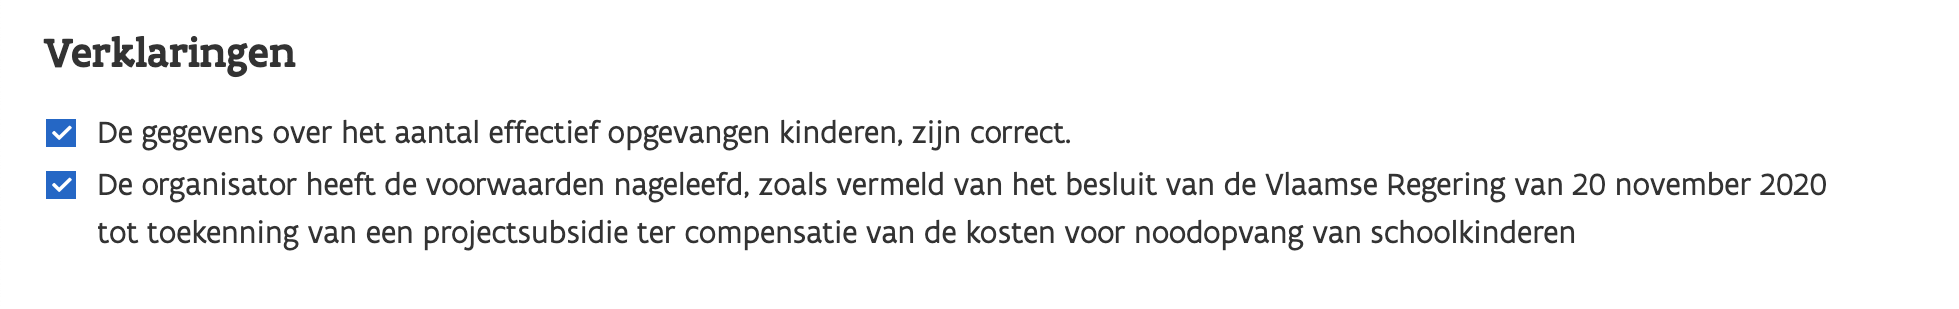 Verklaringen
De gegevens over het aantal effectief opgevangen kinderen, zijn correct.
De organisator heeft de voorwaarden nageleefd, zoals vermeld van het besluit van de Vlaamse Regering van 20 november 2020
tot toekenning van een projectsubsidie ter compensatie van de kosten voor noodopvang van schoolkinderen